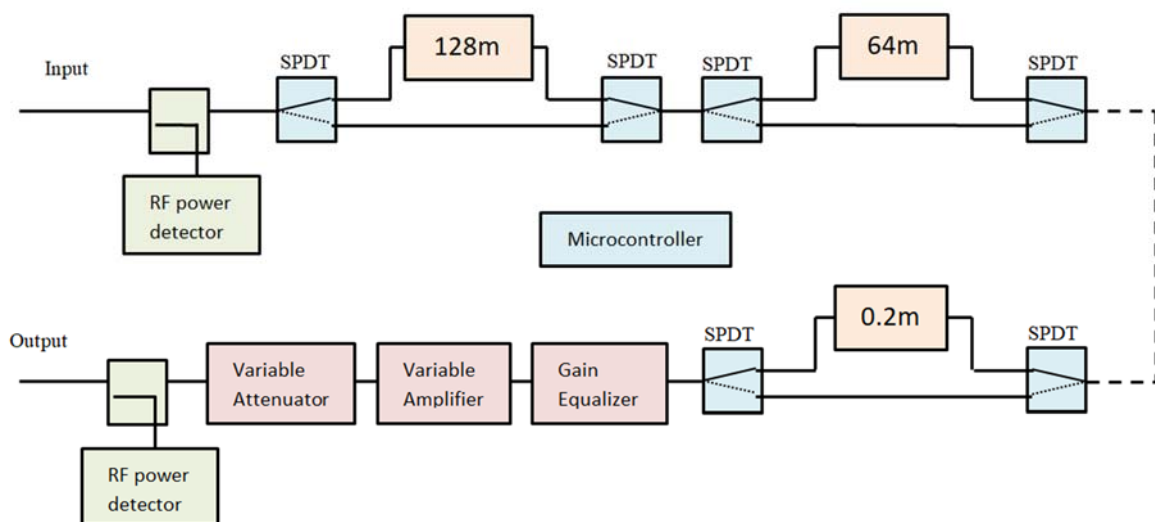 128m
64m
SPDT
SPDT
SPDT
SPDT
Input
RF power
detector
Microcontroller
0.2m
SPDT
SPDT
Output
Variable
Attenuator
Variable
Amplifier
Gain
Equalizer
RF power
detector